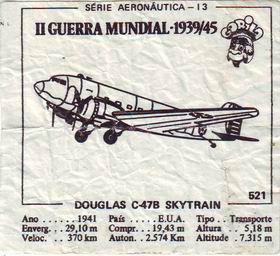 SÉRIE AERONÁUTICA - 13
II GUERRA MUNDIAL-1939/45
521
DOUGLAS C-47B SKYTRAIN
Ano ...... 1941 País ..... E.U.A. Tipo .. Transporte
Enverg... 29,10 m Compr... 19,43 m Altura .. 5,18 m
Veloc. .. 370 km Auton.. 2.574 Km Altitude . 7.315 m